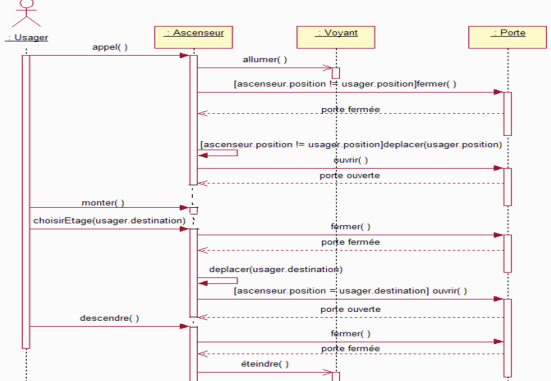 : Usager
: Ascenseur
: Voyant
: Porte
appel( )
allumer( )
[ascenseur.position != usager.position]fermer( )
porte fermée
[ascenseur.position != usager.position]deplacer(usager.position)
ouvrir( )
porte ouverte
monter( )
choisirEtage(usager.destination)
fermer( )
porte fermée
deplacer(usager.destination)
[ascenseur.position = usager.destination] ouvrir( )
porte ouverte
descendre( )
fermer( )
porte fermée
éteindre( )